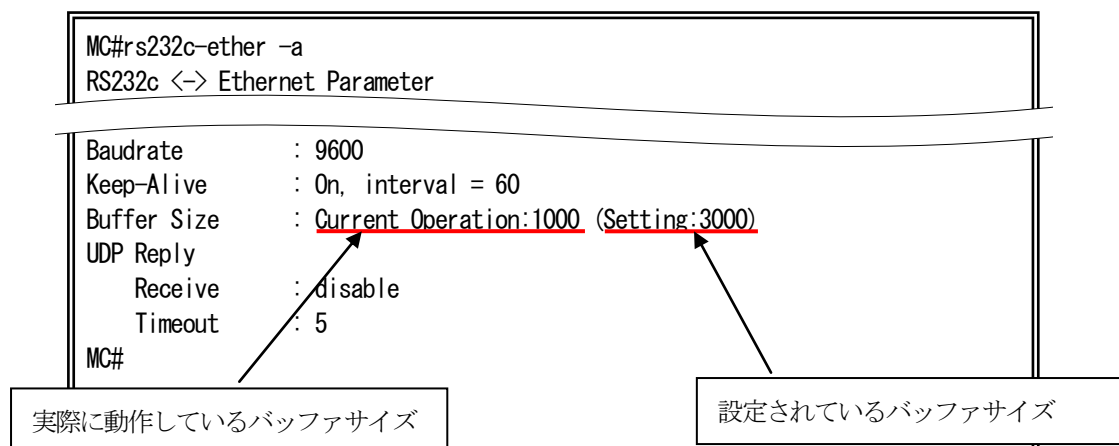 MC#rs232c-ether -a
RS232c <-> Ethernet Parameter
Baudrate : 9600
Keep-Alive : On, interval = 60
Buffer Size : Current Operation:1000 (Setting:3000)
UDP Reply
Receive : disable
Timeout : 5
MC#
実際に動作しているバッファサイズ
設定されているバッファサイズ